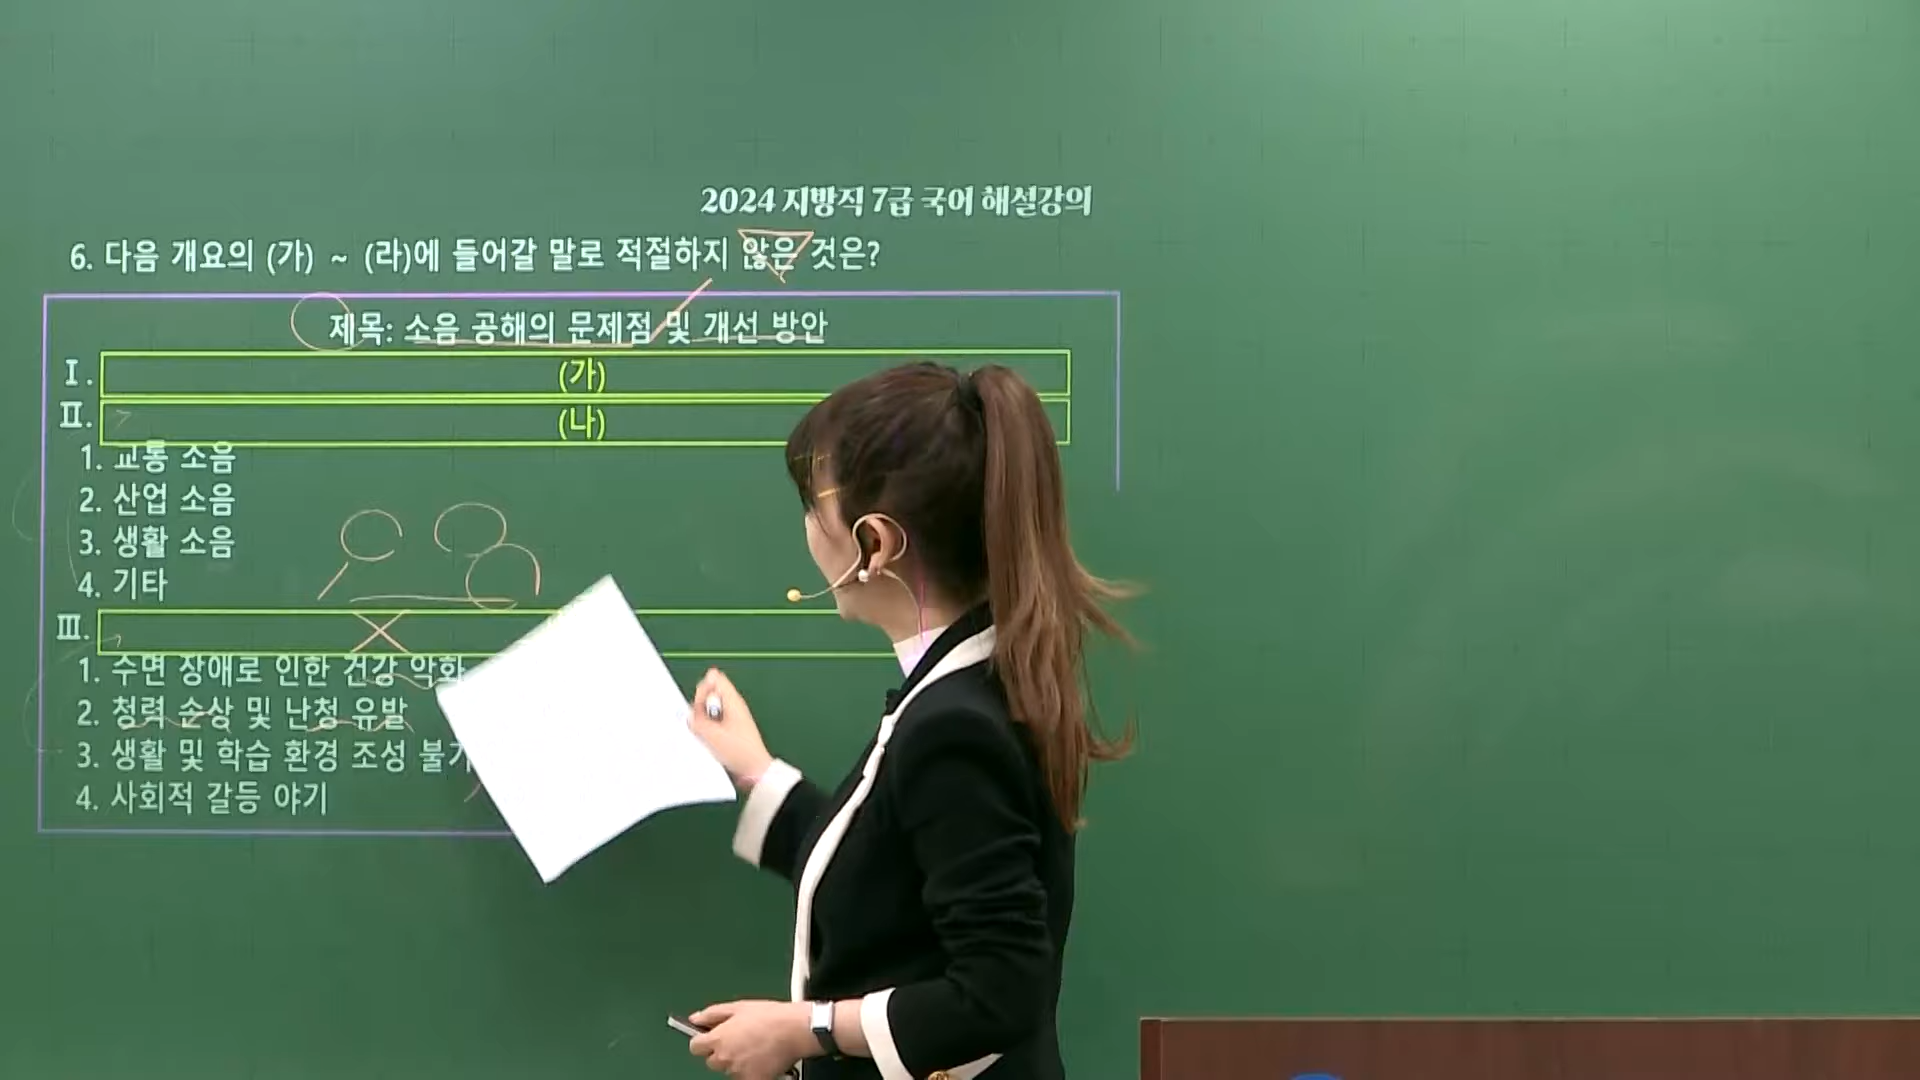 2024 지방직 7급 국어 해설강의
6. 다음 개요의 (가) ~ (라)에 들어갈 말로 적절하지 않은 것은?
제목: 소음 공해의 문제점 및 개선 방안
Ⅰ. (가)
Ⅱ. (나)
1. 교통 소음
2. 산업 소음
3. 생활 소음
4. 기타
Ⅲ.
1. 수면 장애로 인한 건강 악화
2. 청력 손상 및 난청 유발
3. 생활 및 학습 환경 조성
4. 사회적 갈등 야기